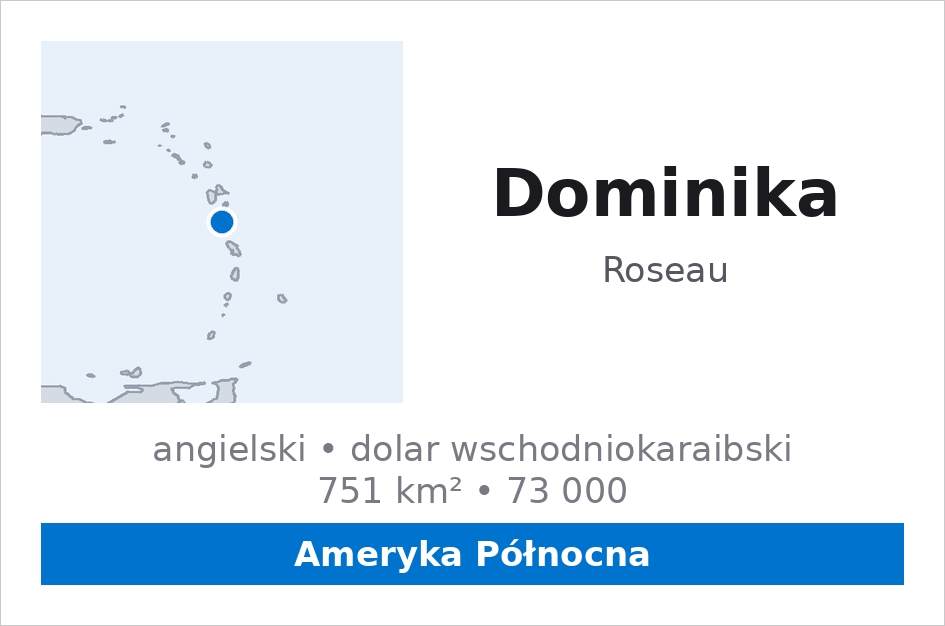 Dominika
Roseau
angielski • dolar wschodniokaraibski
751 km² • 73 000
Ameryka Północna